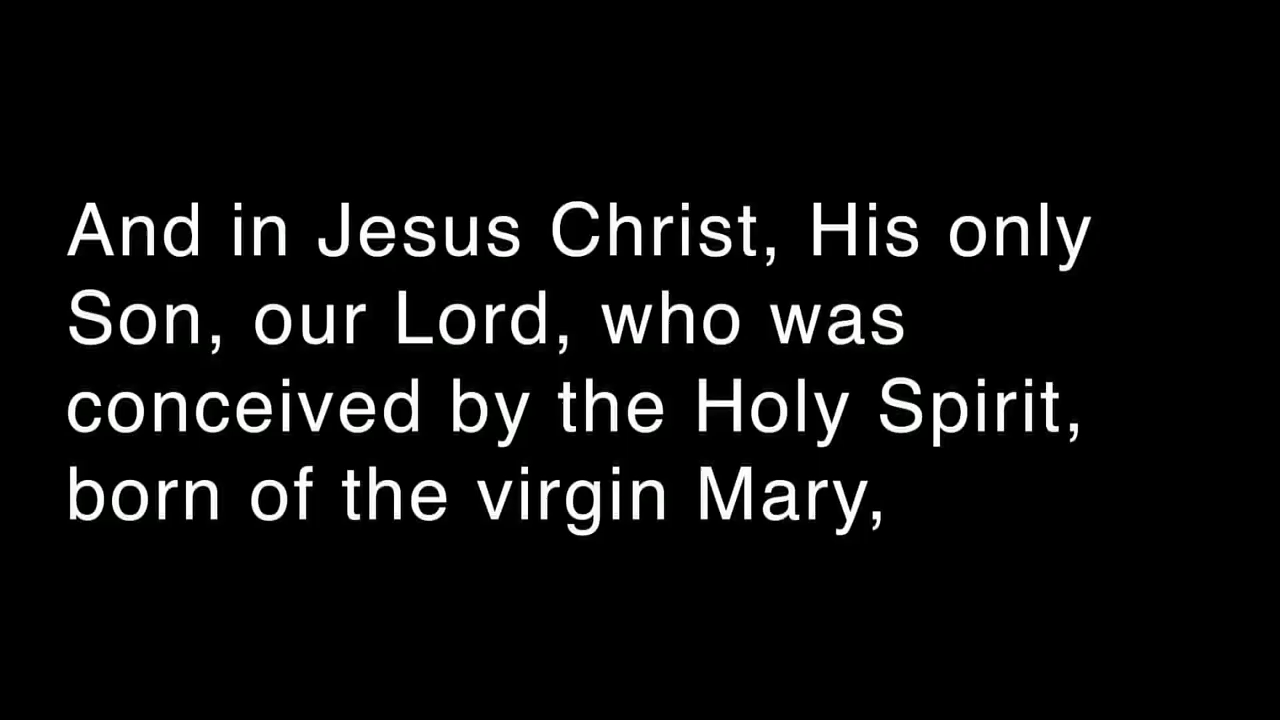 And in Jesus Christ, His only
Son, our Lord, who was
conceived by the Holy Spirit,
born of the virgin Mary,